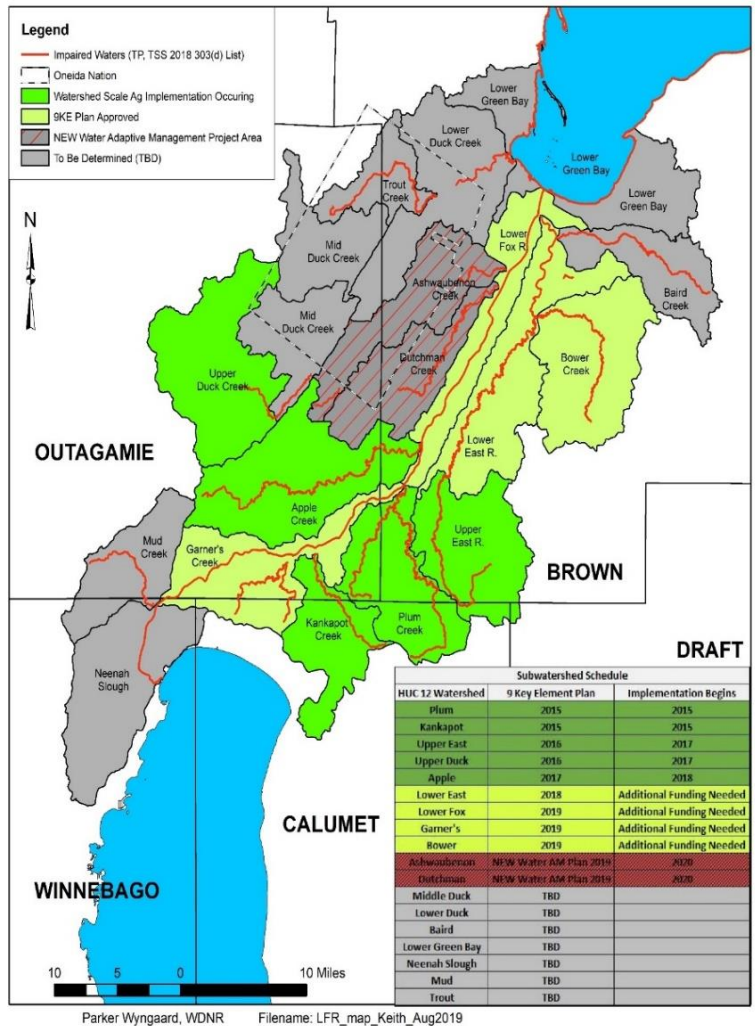 Legend
Impaired Waters (TP, TSS 2018 303(d) List)
Oneida Nation
Watershed Scale Ag Implementation Occuring
9KE Plan Approved
NEW Water Adaptive Management Project Area
To Be Determined (TBD)
N
Lower
Green Bay
Lower
Duck Creek
Lower
Green Bay
Trout
Creek
Lower
Green Bay
Lower
Fox R.
Mid
Duck Creek
Ashwaubenon
Creek
Baird
Creek
Mid
Duck Creek
Dutchman
Creek
Bower
Creek
Upper
Duck Creek
Lower
East R.
OUTAGAMIE
Apple
Creek
Upper
East R.
Mud
Creek
Garner's
Creek
BROWN
Kankapot
Creek
Plum
Creek
Neenah
Slough
DRAFT
CALUMET
WINNEBAGO
Subwatershed Schedule
HUC 12 Watershed 9 Key Element Plan Implementation Begins
Plum 2015 2015
Kankapot 2015 2015
Upper East 2016 2017
Upper Duck 2016 2017
Apple 2017 2018
Lower East 2018 Additional Funding Needed
Lower Fox 2019 Additional Funding Needed
Garner's 2019 Additional Funding Needed
Bower 2019 Additional Funding Needed
Ashwaubenon NEW Water AM Plan 2019 2020
Dutchman NEW Water AM Plan 2019 2020
Middle Duck TBD
Lower Duck TBD
Baird TBD
Lower Green Bay TBD
Neenah Slough TBD
Mud TBD
Trout TBD
10 5 0 10 Miles
Parker Wyngaard, WDNR Filename: LFR_map_Keith_Aug2019